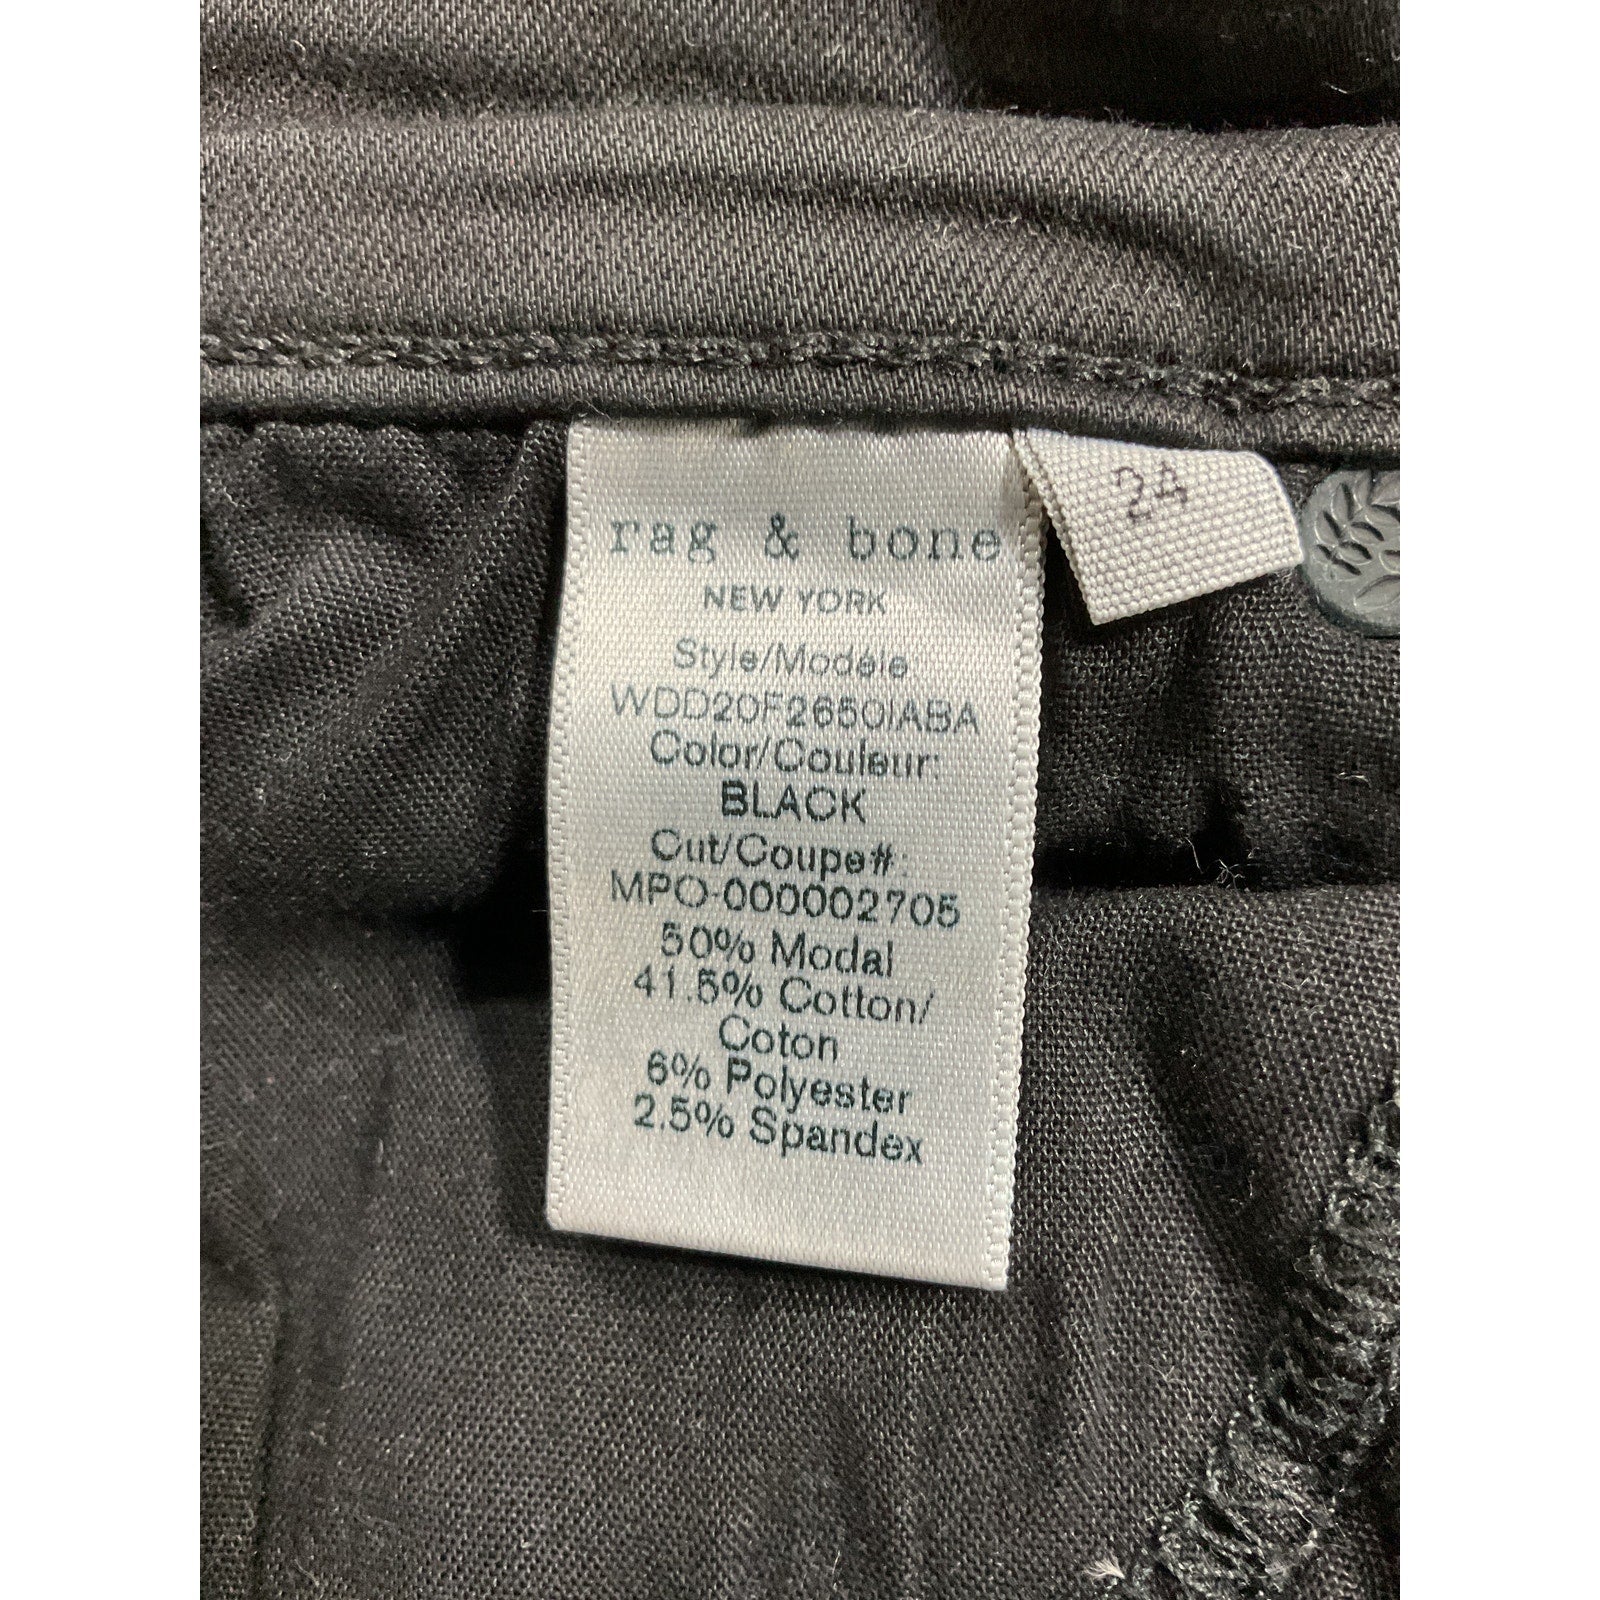 rag & bone
NEW YORK
Style/Modéle
WDD20F2650IABA
Color/Couleur:
BLACK
Cut/Coupe#:
MPO-000002705
50% Modal
41.5% Cotton/
Coton
6% Polyester
2.5% Spandex
24